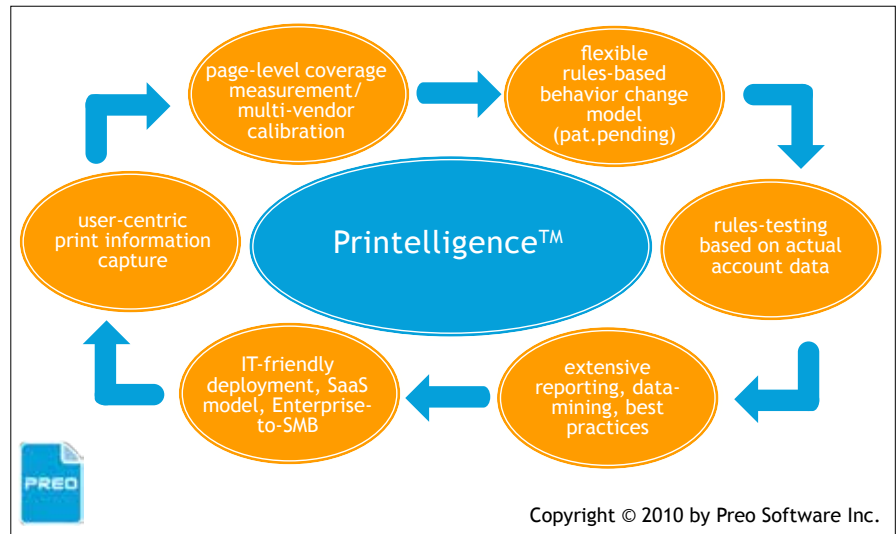 page-level coverage
measurement/
multi-vendor
calibration
flexible
rules-based
behavior change
model
(pat.pending)
user-centric
print information
capture
Printelligence™
rules-testing
based on actual
account data
IT-friendly
deployment, SaaS
model, Enterprise-
to-SMB
extensive
reporting, data-
mining, best
practices
PREO
Copyright © 2010 by Preo Software Inc.